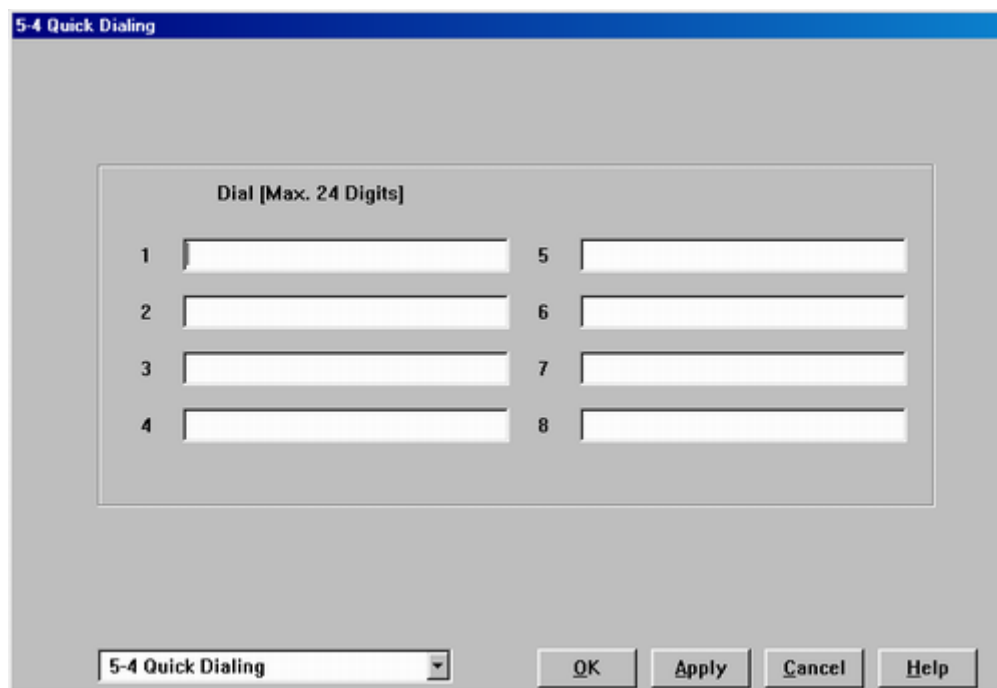 5-4 Quick Dialing
Dial [Max. 24 Digits]
1
5
2
6
3
7
4
8
5-4 Quick Dialing
OK
Apply
Cancel
Help